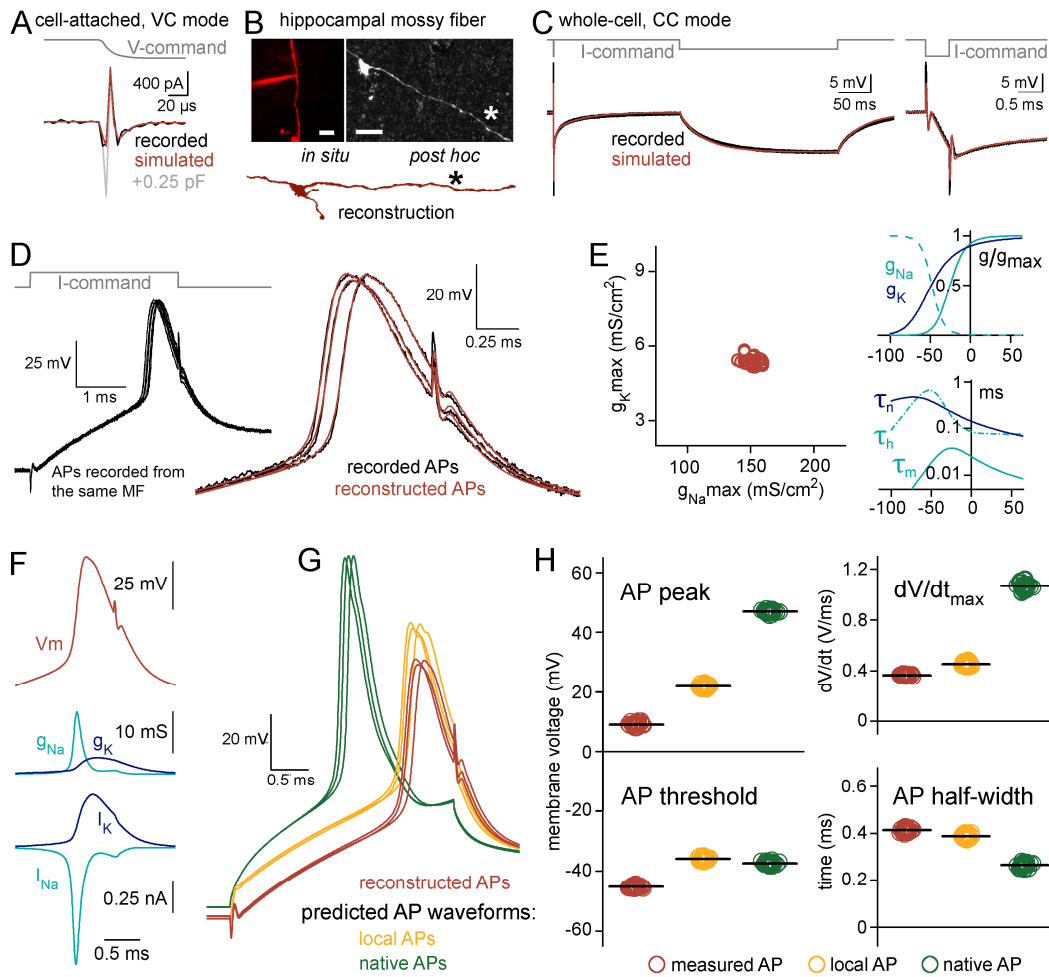 A
cell-attached, VC mode
V-command
400 pA
20 µs
recorded
simulated
+0.25 pF
B
hippocampal mossy fiber
*
in situ
post hoc
*
reconstruction
C
whole-cell, CC mode
I-command
5 mV
50 ms
recorded
simulated
I-command
5 mV
0.5 ms
D
I-command
25 mV
1 ms
APs recorded from
the same MF
20 mV
0.25 ms
recorded APs
reconstructed APs
E
9
6
3
gKmax (mS/cm²)
100
150
200
gNamax (mS/cm²)
1
g/gmax
gNa
gK
0.5
-100
-50
0
50
1
ms
τn
0.1
τh
τm
0.01
-100
-50
0
50
F
25 mV
Vm
10 mS
gNa
gK
IK
INa
0.25 nA
0.5 ms
G
20 mV
0.5 ms
reconstructed APs
predicted AP waveforms:
local APs
native APs
H
membrane voltage (mV)
60
AP peak
40
20
0
-20
AP threshold
-40
-60
1.2
dV/dtmax
dV/dt (V/ms)
0.8
0.4
0
0.6
AP half-width
time (ms)
0.4
0.2
0
measured AP
local AP
native AP